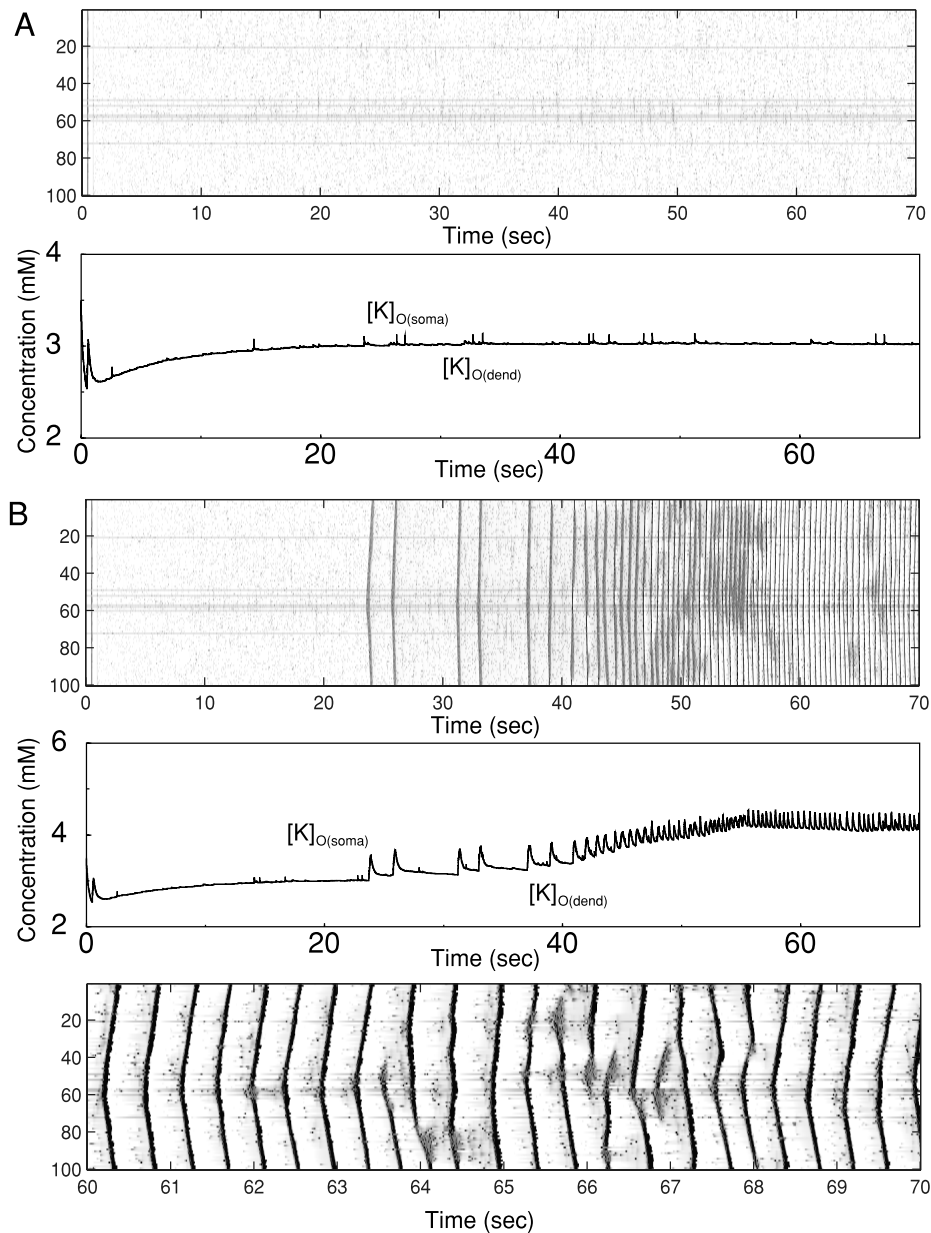 A
20
40
60
80
100
0 10 20 30 40 50 60 70
Time (sec)
Concentration (mM)
4
3
2
[K]O(soma)
[K]O(dend)
0 20 40 60
Time (sec)
B
20
40
60
80
100
0 10 20 30 40 50 60 70
Time (sec)
Concentration (mM)
6
4
2
[K]O(soma)
[K]O(dend)
0 20 40 60
Time (sec)
20
40
60
80
100
60 61 62 63 64 65 66 67 68 69 70
Time (sec)